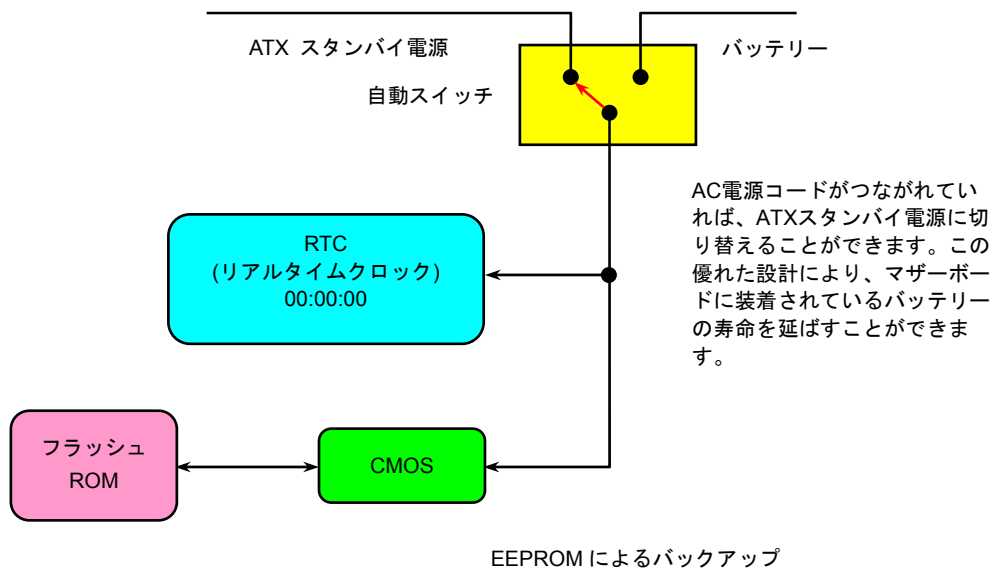 ATX スタンバイ電源
バッテリー
自動スイッチ
AC電源コードがつながれてい
れば、ATXスタンバイ電源に切
り替えることができます。この
優れた設計により、マザーボー
ドに装着されているバッテリー
の寿命を延ばすことができま
す。
RTC
(リアルタイムクロック)
00:00:00
フラッシュ
ROM
CMOS
EEPROM によるバックアップ